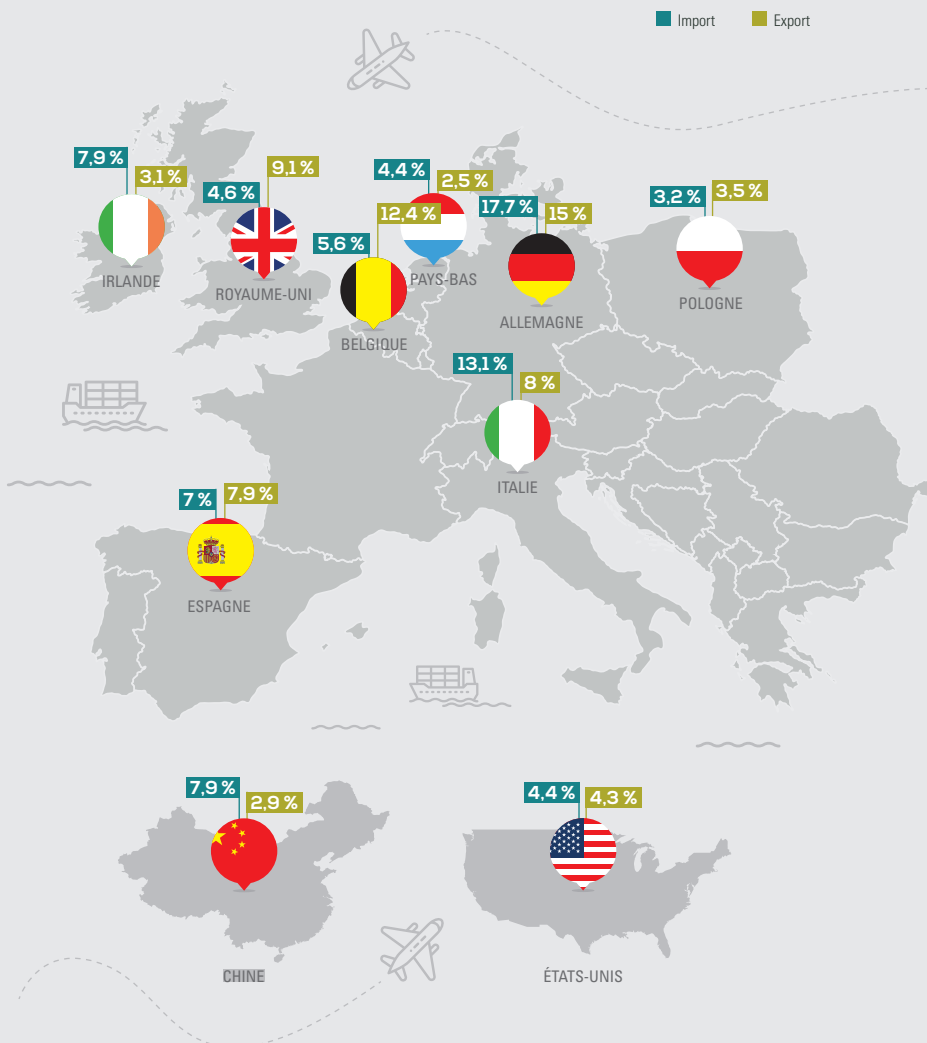 Import
Export
7,9 %
3,1 %
IRLANDE
4,6 %
9,1 %
ROYAUME-UNI
5,6 %
12,4 %
BELGIQUE
4,4 %
2,5 %
PAYS-BAS
17,7 %
15 %
ALLEMAGNE
3,2 %
3,5 %
POLOGNE
13,1 %
8 %
ITALIE
7 %
7,9 %
ESPAGNE
7,9 %
2,9 %
CHINE
4,4 %
4,3 %
ÉTATS-UNIS